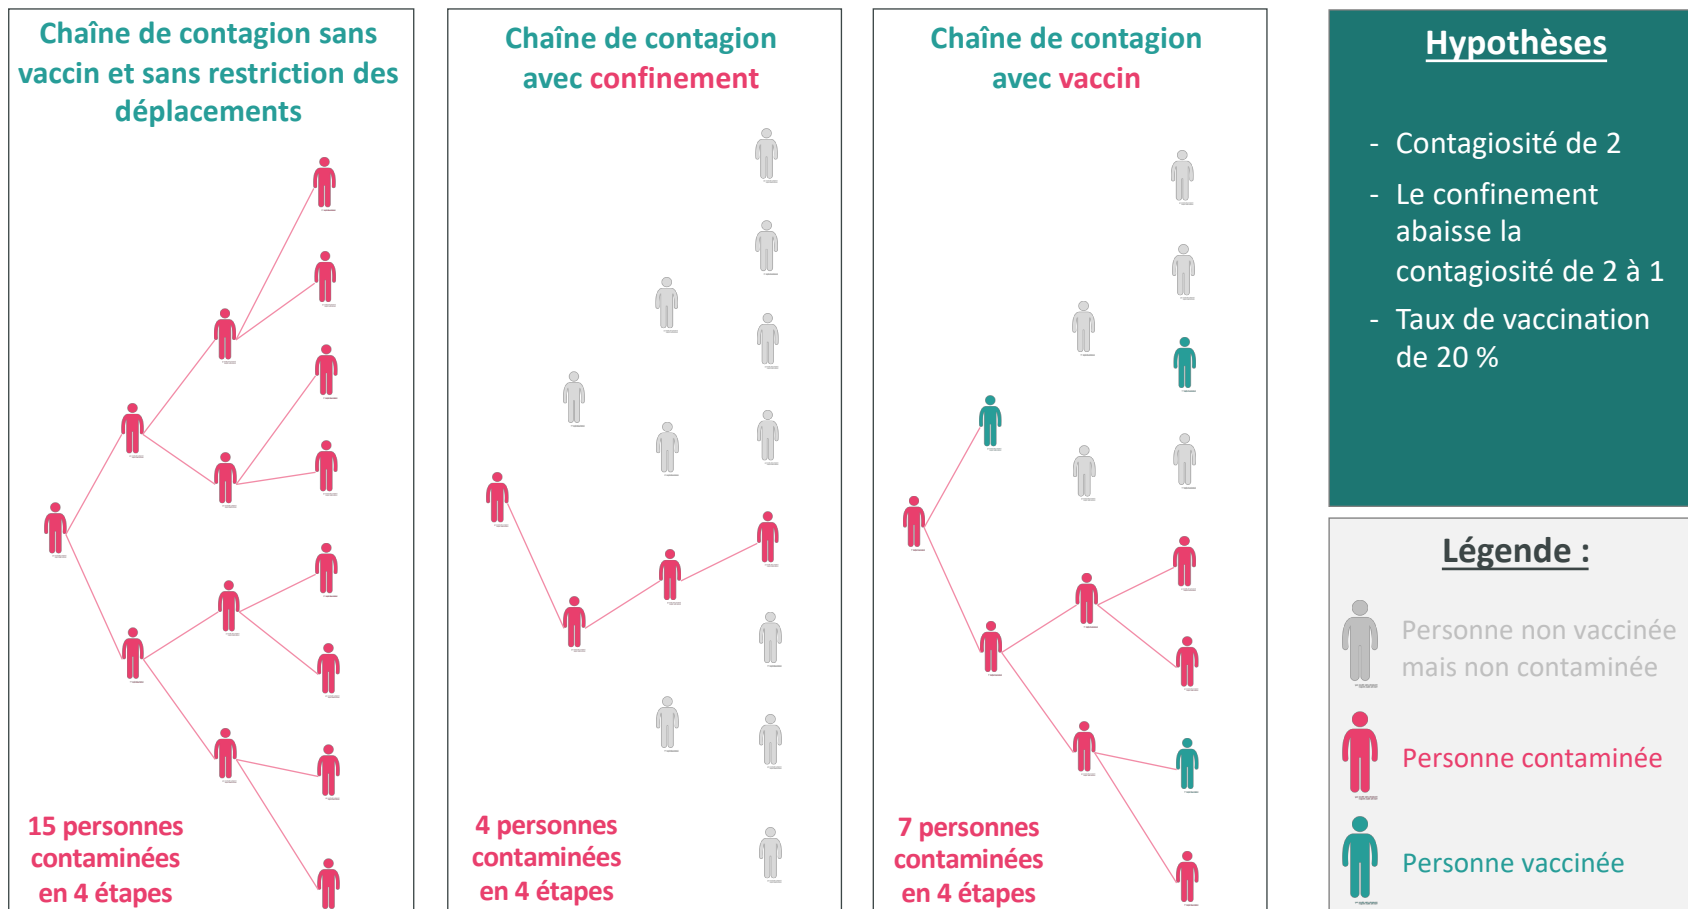 Chaîne de contagion sans
vaccin et sans restriction des
déplacements
15 personnes
contaminées
en 4 étapes
Chaîne de contagion
avec confinement
4 personnes
contaminées
en 4 étapes
Chaîne de contagion
avec vaccin
7 personnes
contaminées
en 4 étapes
Hypothèses
- Contagiosité de 2
- Le confinement
abaisse la
contagiosité de 2 à 1
- Taux de vaccination
de 20 %
Légende :
Personne non vaccinée
mais non contaminée
Personne contaminée
Personne vaccinée